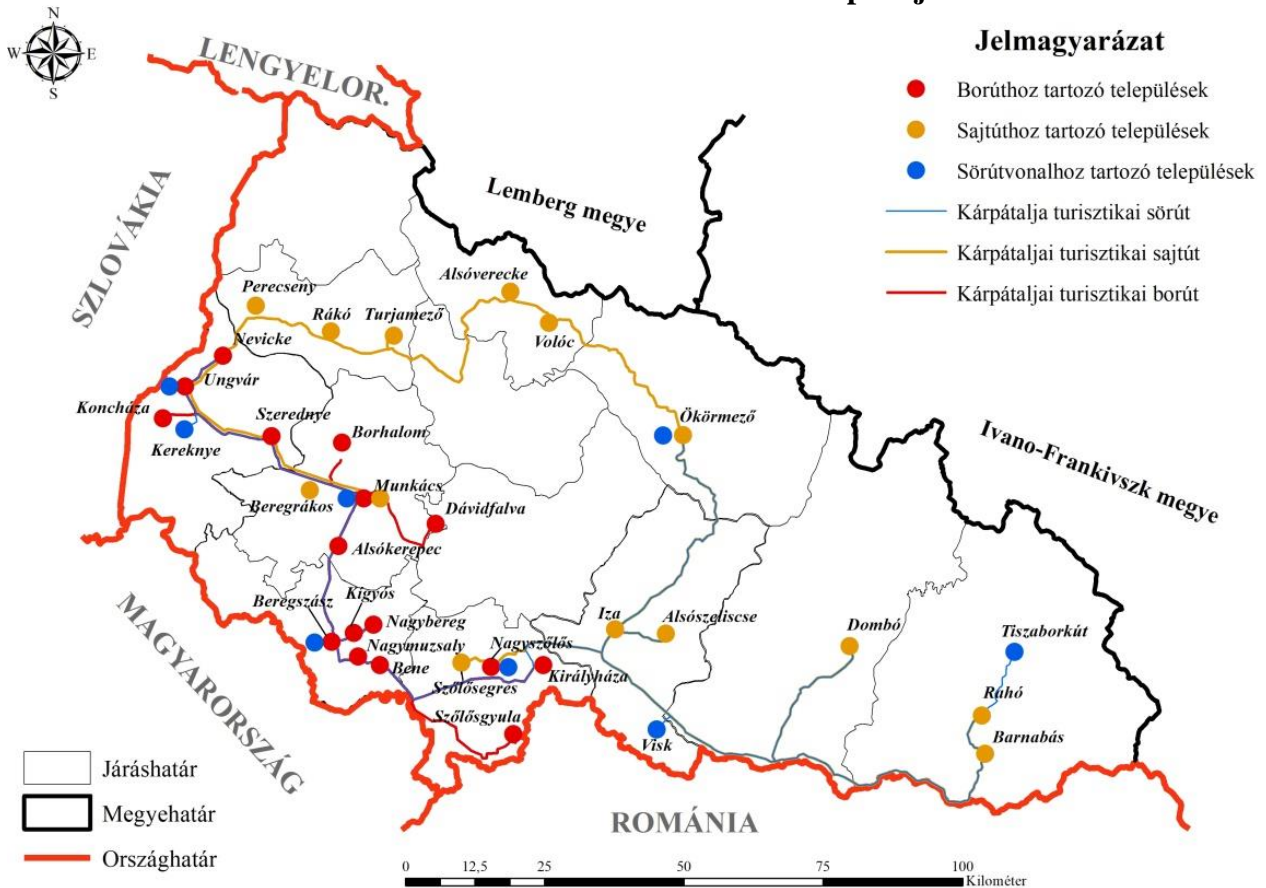 N
W E
S
LENGYELOR.
SZLOVÁKIA
Lemberg megye
Ivano-Frankivszk megye
MAGYARORSZÁG
ROMÁNIA
Jelmagyarázat
Borúthoz tartozó települések
Sajtúthoz tartozó települések
Sörútvonalhoz tartozó települések
Kárpátalja turisztikai sörút
Kárpátaljai turisztikai sajtút
Kárpátaljai turisztikai borút
Alsóverecke
Perecseny
Rákó
Turjamező
Volóc
Nevicke
Ungvár
Koncháza
Szerednye
Borhalom
Ökörmező
Kereknye
Munkács
Beregrákos
Dávidfalva
Alsókerepec
Kígyós
Beregszász
Nagybereg
Nagymuzsaly
Bene
Nagyszőlős
Szőlősegres
Királyháza
Szőlősgyula
Iza
Alsószeliscse
Dombó
Tiszaborkút
Rahó
Barnabás
Visk
Járáshatár
Megyehatár
Országhatár
0 12,5 25 50 75 100
Kilométer